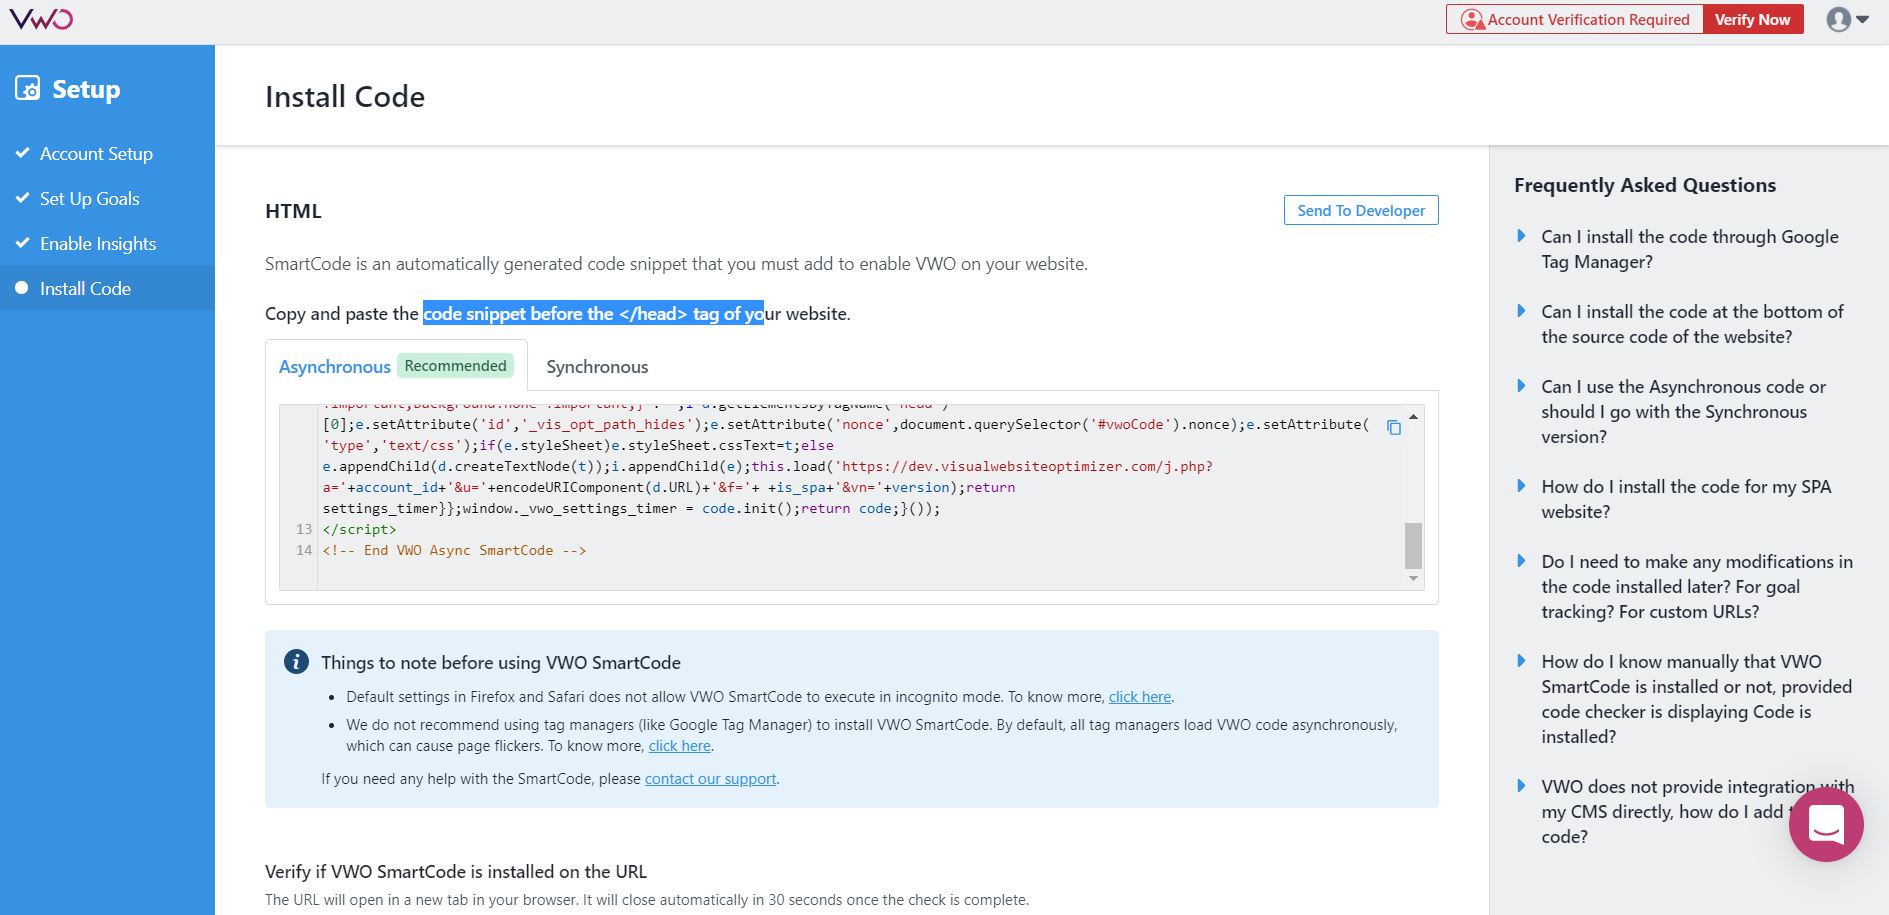 VWO
Account Verification Required
Verify Now
Setup
Account Setup
Set Up Goals
Enable Insights
Install Code
Install Code
HTML
Send To Developer
SmartCode is an automatically generated code snippet that you must add to enable VWO on your website.
Copy and paste the code snippet before the </head> tag of your website.
Asynchronous Recommended Synchronous
!important;background:none !important;}':"",i=d.getElementsByTagName('head')
[0];e.setAttribute('id','_vis_opt_path_hides');e.setAttribute('nonce',document.querySelector('#vwoCode').nonce);e.setAttribute(
'type','text/css');if(e.styleSheet)e.styleSheet.cssText=t;else
e.appendChild(d.createTextNode(t));i.appendChild(e);this.load('https://dev.visualwebsiteoptimizer.com/j.php?
a='+account_id+'&u='+encodeURIComponent(d.URL)+'&f='+ +is_spa+'&vn='+version);return
settings_timer}};window._vwo_settings_timer = code.init();return code;}());
13 </script>
14 <!-- End VWO Async SmartCode -->
Things to note before using VWO SmartCode
• Default settings in Firefox and Safari does not allow VWO SmartCode to execute in incognito mode. To know more, click here.
• We do not recommend using tag managers (like Google Tag Manager) to install VWO SmartCode. By default, all tag managers load VWO code asynchronously,
which can cause page flickers. To know more, click here.
If you need any help with the SmartCode, please contact our support.
Verify if VWO SmartCode is installed on the URL
The URL will open in a new tab in your browser. It will close automatically in 30 seconds once the check is complete.
Frequently Asked Questions
Can I install the code through Google
Tag Manager?
Can I install the code at the bottom of
the source code of the website?
Can I use the Asynchronous code or
should I go with the Synchronous
version?
How do I install the code for my SPA
website?
Do I need to make any modifications in
the code installed later? For goal
tracking? For custom URLs?
How do I know manually that VWO
SmartCode is installed or not, provided
code checker is displaying Code is
installed?
VWO does not provide integration with
my CMS directly, how do I add
code?